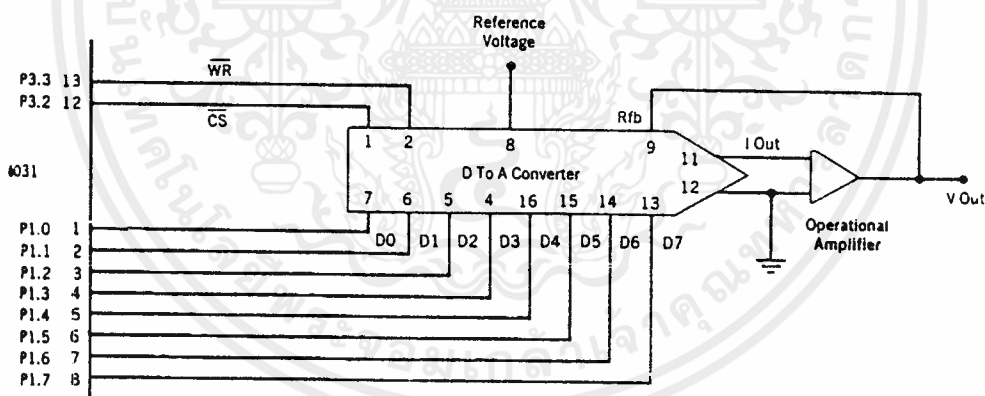 Reference
Voltage
P3.3 13
WR
P3.2 12
CS
Rfb
I Out
1 2 8 9 11
8031
D To A Converter
12
V Out
7 6 5 4 16 15 14 13
Operational
Amplifier
P1.0 1
D0 D1 D2 D3 D4 D5 D6 D7
P1.1 2
P1.2 3
P1.3 4
P1.4 5
P1.5 6
P1.6 7
P1.7 8